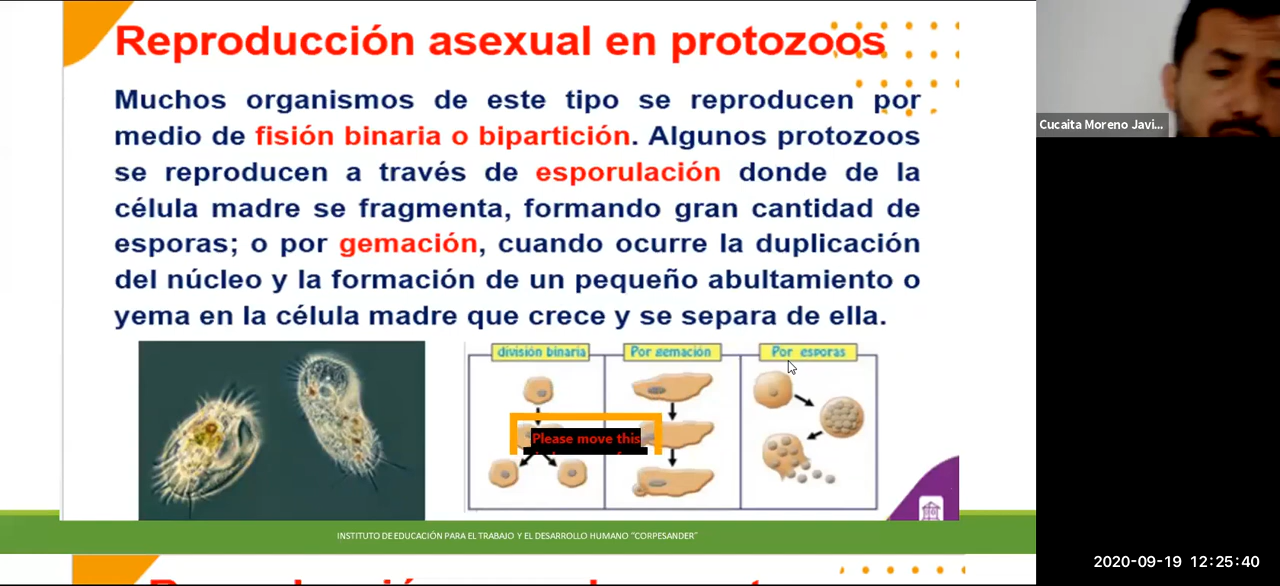 Reproducción asexual en protozoos
Muchos organismos de este tipo se reproducen por
medio de fisión binaria o bipartición. Algunos protozoos
se reproducen a través de esporulación donde de la
célula madre se fragmenta, formando gran cantidad de
esporas; o por gemación, cuando ocurre la duplicación
del núcleo y la formación de un pequeño abultamiento o
yema en la célula madre que crece y se separa de ella.
división binaria
Por gemación
Por esporas
Please move this
INSTITUTO DE EDUCACIÓN PARA EL TRABAJO Y EL DESARROLLO HUMANO "CORPESANDER"
Cucaita Moreno Javi...
2020-09-19 12:25:40